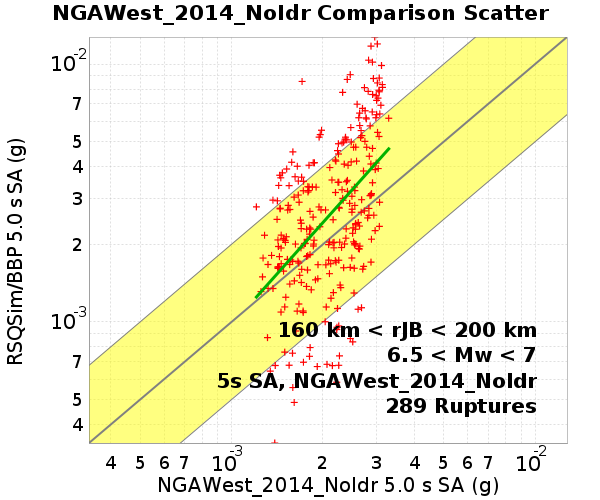 NGAWest_2014_NoIdr Comparison Scatter
10-2
7
5
4
3
2
10-3
7
5
4
RSQSim/BBP 5.0 s SA (g)
160 km < rJB < 200 km
6.5 < Mw < 7
5s SA, NGAWest_2014_NoIdr
289 Ruptures
4 5 6 7 10-3 2 3 4 5 6 7 10-2
NGAWest_2014_NoIdr 5.0 s SA (g)